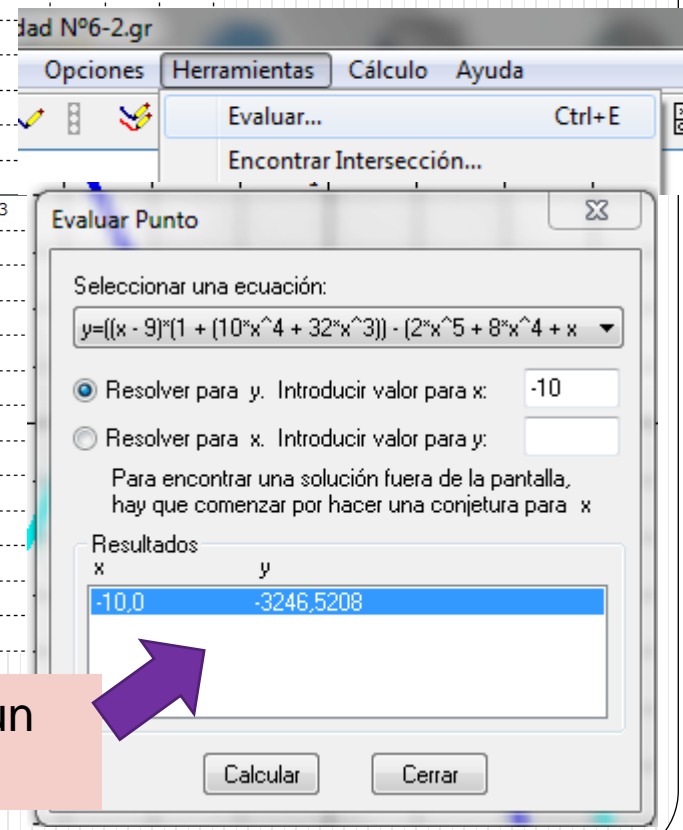 dad Nº6-2.gr
Opciones Herramientas Cálculo Ayuda
Evaluar... Ctrl+E
Encontrar Intersección...
3
Evaluar Punto
Seleccionar una ecuación:
y=((x - 9)*(1 + (10*x^4 + 32*x^3)) - (2*x^5 + 8*x^4 + x
Resolver para y. Introducir valor para x: -10
Resolver para x. Introducir valor para y:
Para encontrar una solución fuera de la pantalla,
hay que comenzar por hacer una conjetura para x
Resultados
x y
-10,0 -3246,5208
un
Calcular Cerrar